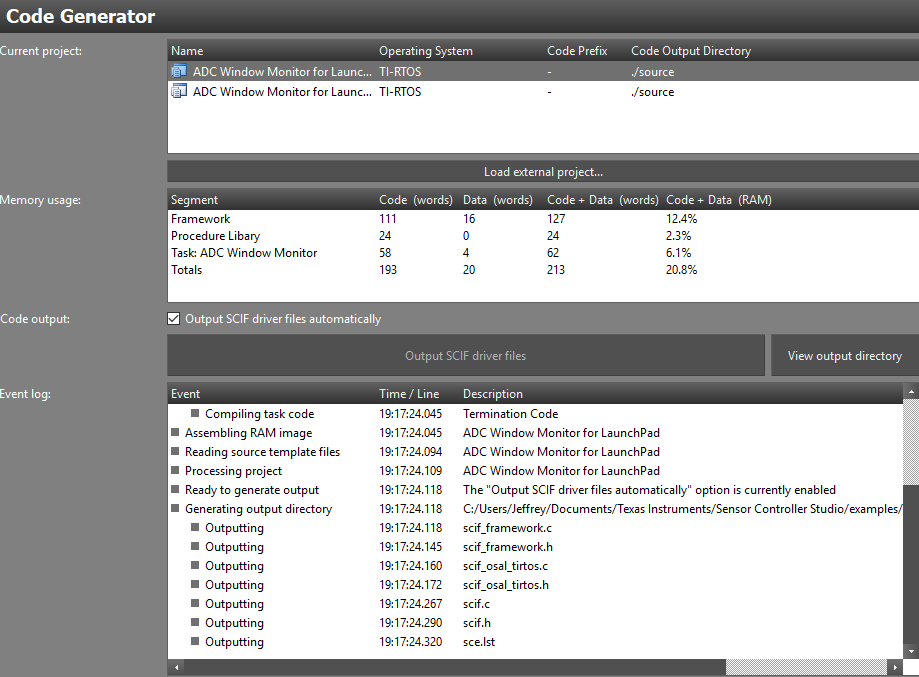 Code Generator
Current project:
Name Operating System Code Prefix Code Output Directory
ADC Window Monitor for Launc... TI-RTOS - ./source
ADC Window Monitor for Launc... TI-RTOS - ./source
Load external project...
Memory usage:
Segment Code (words) Data (words) Code + Data (words) Code + Data (RAM)
Framework 111 16 127 12.4%
Procedure Libary 24 0 24 2.3%
Task: ADC Window Monitor 58 4 62 6.1%
Totals 193 20 213 20.8%
Code output:
Output SCIF driver files automatically
Output SCIF driver files View output directory
Event log:
Event Time / Line Description
Compiling task code 19:17:24.045 Termination Code
Assembling RAM image 19:17:24.045 ADC Window Monitor for LaunchPad
Reading source template files 19:17:24.094 ADC Window Monitor for LaunchPad
Processing project 19:17:24.109 ADC Window Monitor for LaunchPad
Ready to generate output 19:17:24.118 The "Output SCIF driver files automatically" option is currently enabled
Generating output directory 19:17:24.118 C:/Users/Jeffrey/Documents/Texas Instruments/Sensor Controller Studio/examples/
Outputting 19:17:24.118 scif_framework.c
Outputting 19:17:24.145 scif_framework.h
Outputting 19:17:24.160 scif_osal_tirtos.c
Outputting 19:17:24.172 scif_osal_tirtos.h
Outputting 19:17:24.267 scif.c
Outputting 19:17:24.290 scif.h
Outputting 19:17:24.320 sce.lst